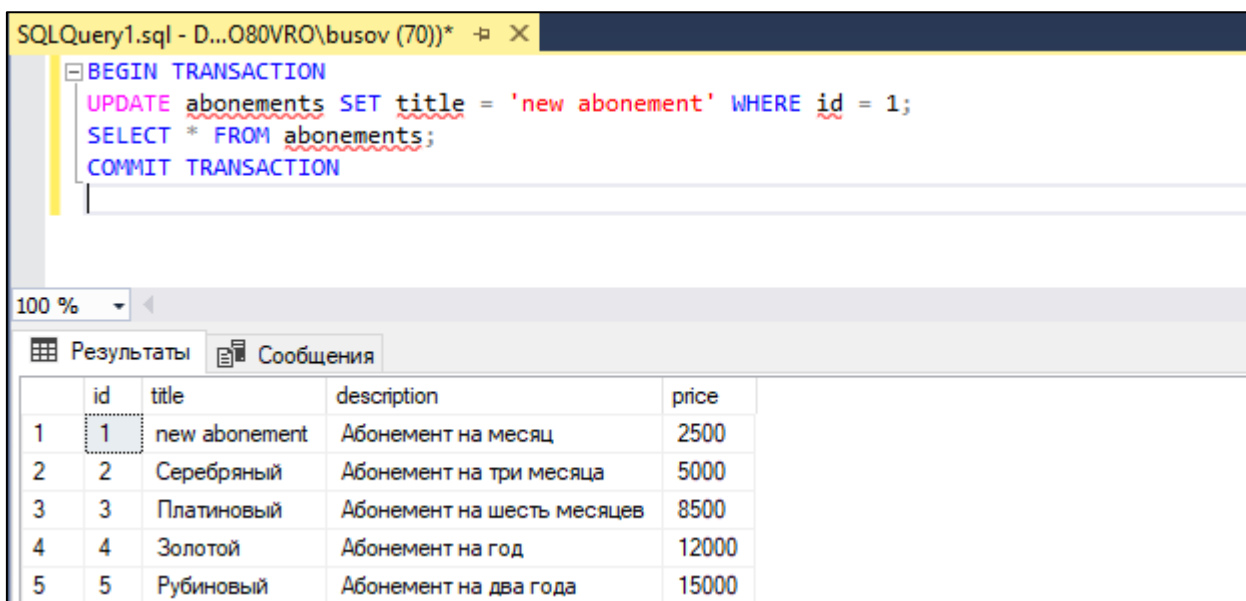 SQLQuery1.sql - D...O80VRO\busov (70))*
BEGIN TRANSACTION
UPDATE abonements SET title = 'new abonement' WHERE id = 1;
SELECT * FROM abonements;
COMMIT TRANSACTION
100 %
Результаты Сообщения
id title description price
1 1 new abonement Абонемент на месяц 2500
2 2 Серебряный Абонемент на три месяца 5000
3 3 Платиновый Абонемент на шесть месяцев 8500
4 4 Золотой Абонемент на год 12000
5 5 Рубиновый Абонемент на два года 15000